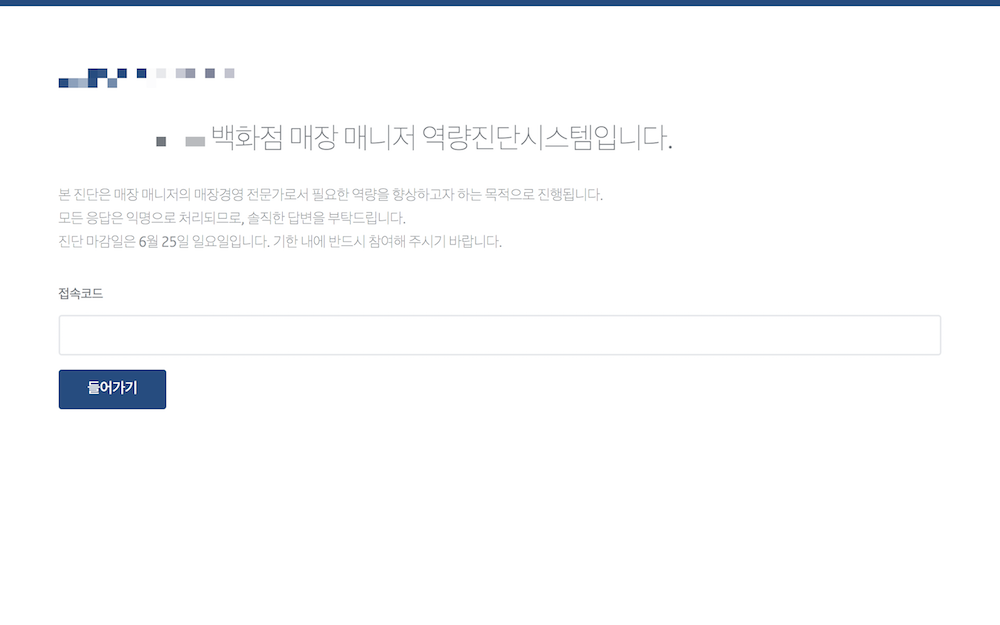 백화점 매장 매니저 역량진단시스템입니다.
본 진단은 매장 매니저의 매장경영 전문가로서 필요한 역량을 향상하고자 하는 목적으로 진행됩니다.
모든 응답은 익명으로 처리되므로, 솔직한 답변을 부탁드립니다.
진단 마감일은 6월 25일 일요일입니다. 기한 내에 반드시 참여해 주시기 바랍니다.
접속코드
들어가기